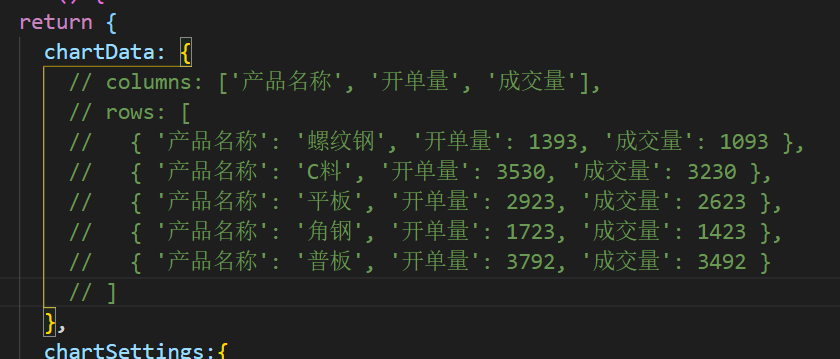 return {
chartData: {
// columns: ['产品名称', '开单量', '成交量'],
// rows: [
//   { '产品名称': '螺纹钢', '开单量': 1393, '成交量': 1093 },
//   { '产品名称': 'C料', '开单量': 3530, '成交量': 3230 },
//   { '产品名称': '平板', '开单量': 2923, '成交量': 2623 },
//   { '产品名称': '角钢', '开单量': 1723, '成交量': 1423 },
//   { '产品名称': '普板', '开单量': 3792, '成交量': 3492 }
// ]
},
chartSettings:{